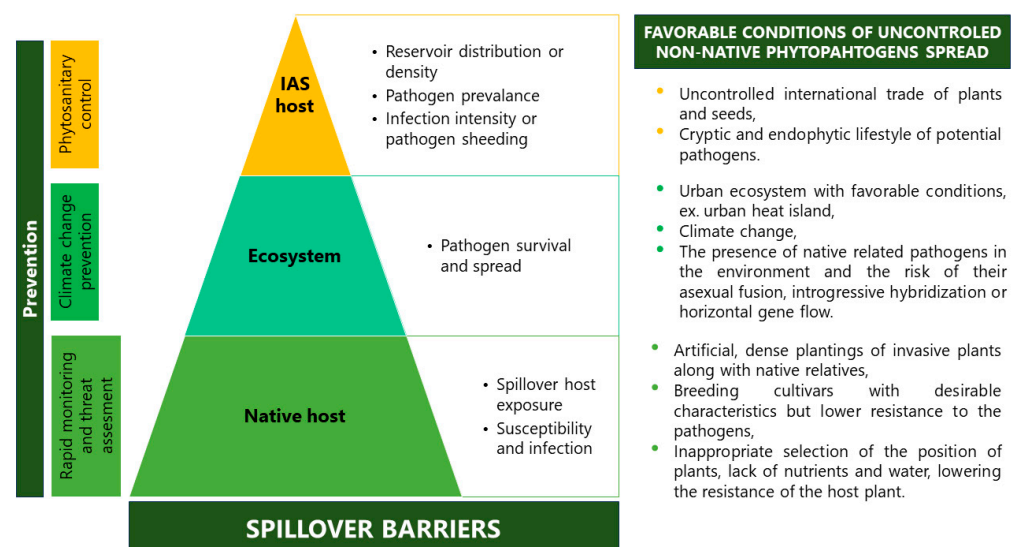 Prevention
Phytosanitary
control
Climate change
prevention
Rapid monitoring
and threat
assesment
IAS
host
Ecosystem
Native host
• Reservoir distribution or
density
• Pathogen prevalance
• Infection intensity or
pathogen sheeding
• Pathogen survival
and spread
• Spillover host
exposure
• Susceptibility
and infection
SPILLOVER BARRIERS
FAVORABLE CONDITIONS OF UNCONTROLED
NON-NATIVE PHYTOPAHTOGENS SPREAD
• Uncontrolled international trade of plants
and seeds,
• Cryptic and endophytic lifestyle of potential
pathogens.
• Urban ecosystem with favorable conditions,
ex. urban heat island,
• Climate change,
• The presence of native related pathogens in
the environment and the risk of their
asexual fusion, introgressive hybridization or
horizontal gene flow.
• Artificial, dense plantings of invasive plants
along with native relatives,
• Breeding cultivars with desirable
characteristics but lower resistance to the
pathogens,
• Inappropriate selection of the position of
plants, lack of nutrients and water, lowering
the resistance of the host plant.